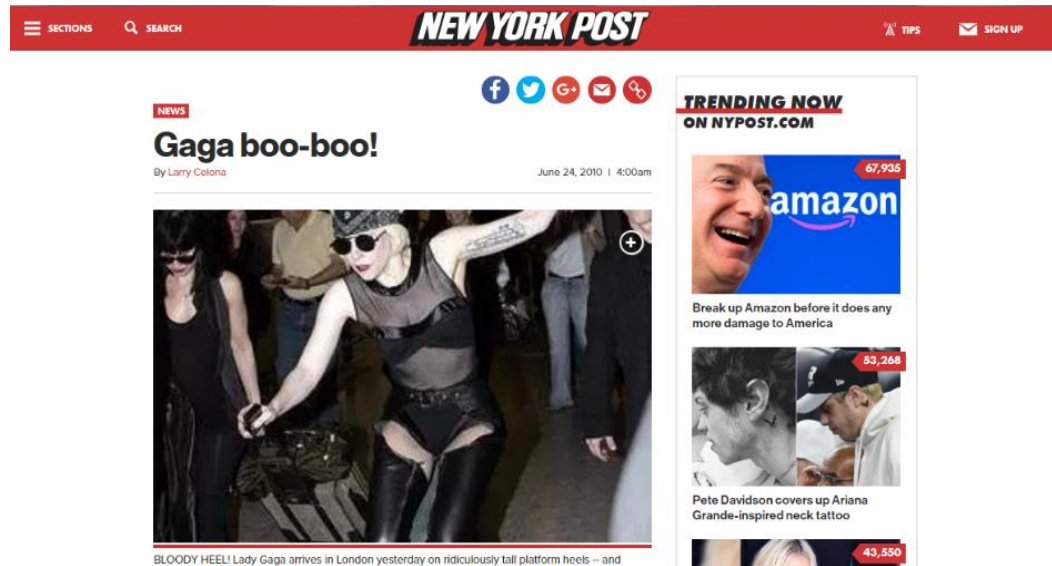 SECTIONS
SEARCH
NEW YORK POST
TIPS
SIGN UP
NEWS
Gaga boo-boo!
By Larry Celona
June 24, 2010 | 4:00am
BLOODY HEEL! Lady Gaga arrives in London yesterday on ridiculously tall platform heels -- and
TRENDING NOW
ON NYPOST.COM
67,935
amazon
Break up Amazon before it does any
more damage to America
53,268
Pete Davidson covers up Ariana
Grande-inspired neck tattoo
43,550